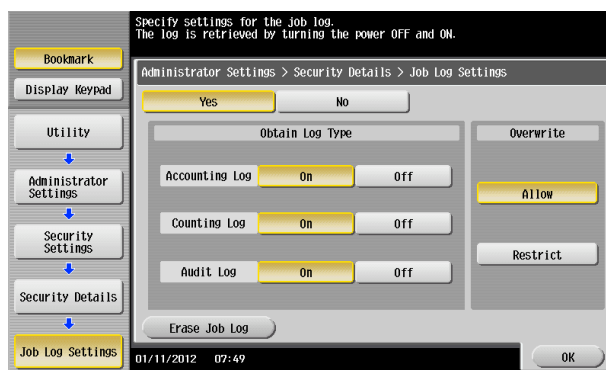 Specify settings for the job log.
The log is retrieved by turning the power OFF and ON.
Bookmark
Display Keypad
Utility
Administrator
Settings
Security
Settings
Security Details
Job Log Settings
Administrator Settings > Security Details > Job Log Settings
Yes No
Obtain Log Type
Accounting Log On Off
Counting Log On Off
Audit Log On Off
Overwrite
Allow
Restrict
Erase Job Log
01/11/2012 07:49
OK